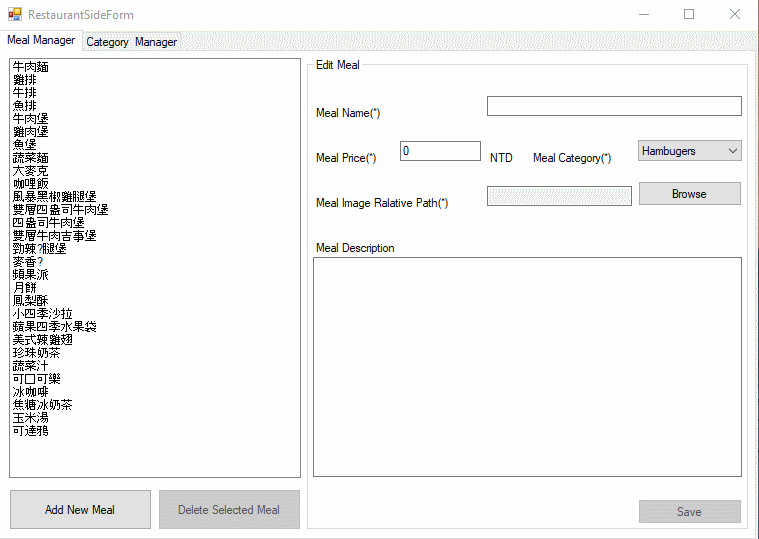 RestaurantSideForm
Meal Manager
Category Manager
牛肉麵
雞排
牛排
魚排
牛肉堡
雞肉堡
魚堡
蔬菜麵
大麥克
咖哩飯
風暴黑椒雞腿堡
雙層四盎司牛肉堡
四盎司牛肉堡
雙層牛肉吉事堡
勁辣?腿堡
麥香?
蘋果派
月餅
鳳梨酥
小四季沙拉
蘋果四季水果袋
美式辣雞翅
珍珠奶茶
蔬菜汁
可口可樂
冰咖啡
焦糖冰奶茶
玉米湯
可達鴉
Add New Meal
Delete Selected Meal
Edit Meal
Meal Name(*)
Meal Price(*) 0 NTD Meal Category(*) Hambugers
Meal Image Ralative Path(*) Browse
Meal Description
Save